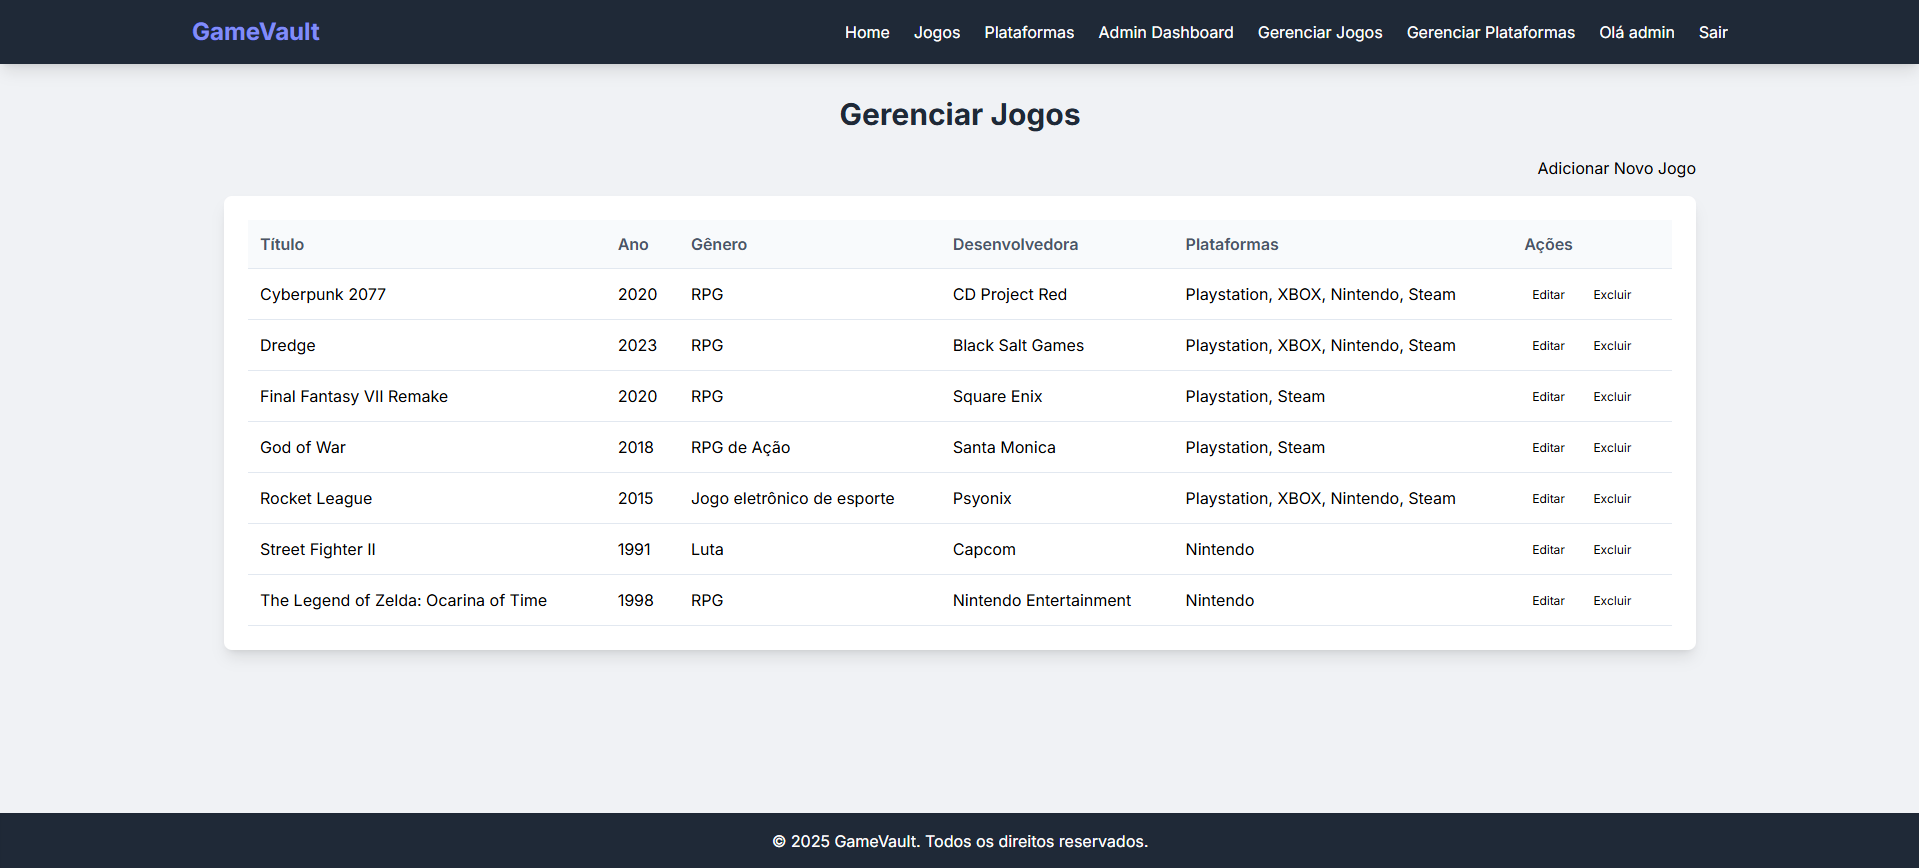 GameVault Home Jogos Plataformas Admin Dashboard Gerenciar Jogos Gerenciar Plataformas Olá admin Sair
Gerenciar Jogos
Adicionar Novo Jogo
Título Ano Gênero Desenvolvedora Plataformas Ações
Cyberpunk 2077 2020 RPG CD Project Red Playstation, XBOX, Nintendo, Steam Editar Excluir
Dredge 2023 RPG Black Salt Games Playstation, XBOX, Nintendo, Steam Editar Excluir
Final Fantasy VII Remake 2020 RPG Square Enix Playstation, Steam Editar Excluir
God of War 2018 RPG de Ação Santa Monica Playstation, Steam Editar Excluir
Rocket League 2015 Jogo eletrônico de esporte Psyonix Playstation, XBOX, Nintendo, Steam Editar Excluir
Street Fighter II 1991 Luta Capcom Nintendo Editar Excluir
The Legend of Zelda: Ocarina of Time 1998 RPG Nintendo Entertainment Nintendo Editar Excluir
© 2025 GameVault. Todos os direitos reservados.